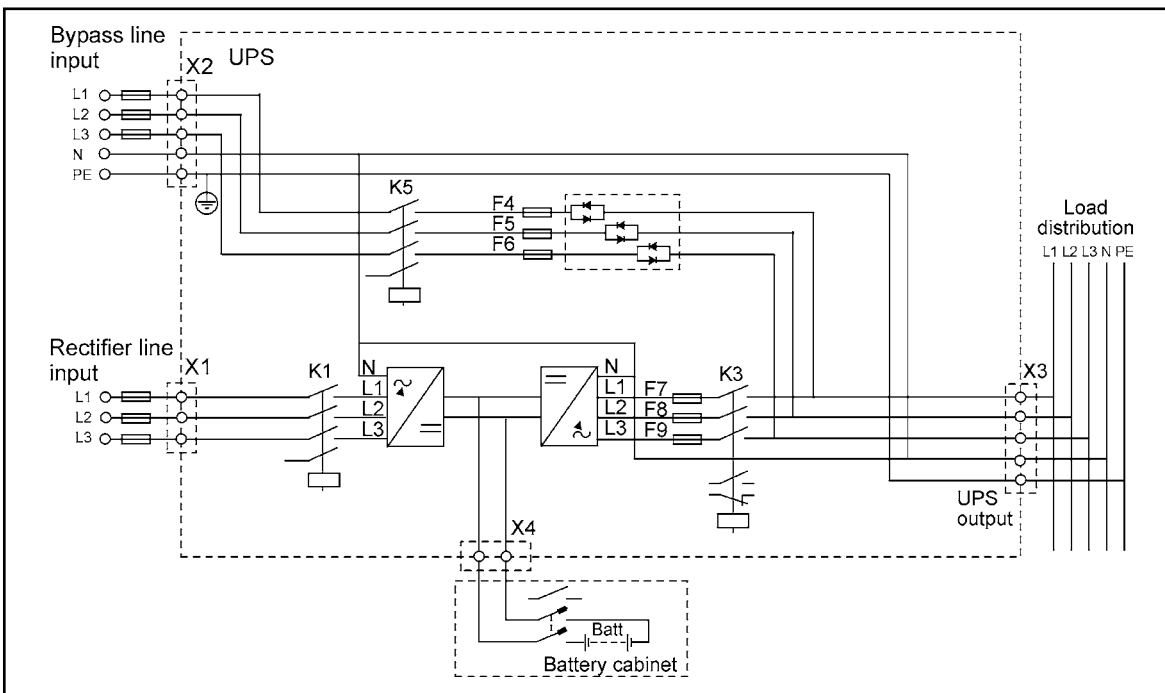 Bypass line
input
X2
UPS
L1
L2
L3
N
PE
K5
F4
F5
F6
Load
distribution
L1 L2 L3 N PE
Rectifier line
input
X1
K1
N
L1
L2
L3
L1
L2
L3
N
L1
L2
L3
F7
F8
F9
K3
X3
UPS
output
X4
Batt
Battery cabinet